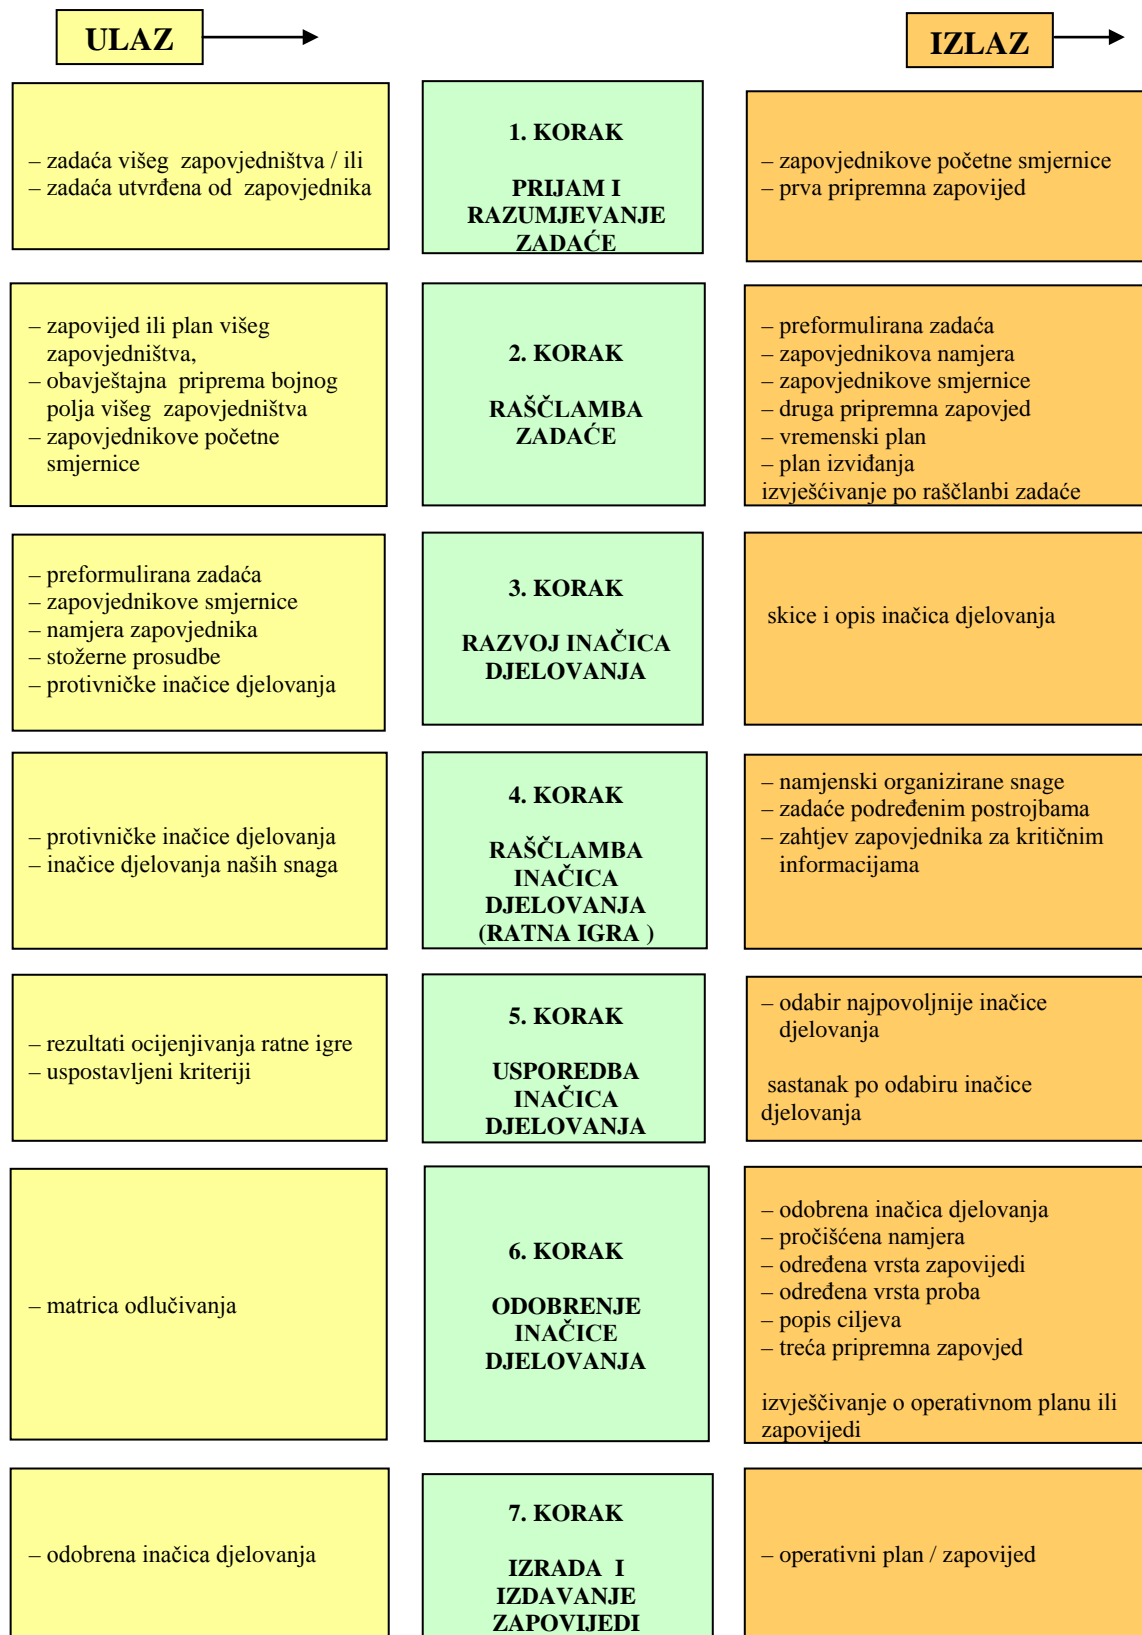 ULAZ
IZLAZ
– zadaća višeg zapovjedništva / ili
– zadaća utvrđena od zapovjednika
1. KORAK
PRIJAM I
RAZUMJEVANJE
ZADAĆE
– zapovjednikove početne smjernice
– prva pripremna zapovijed
– zapovijed ili plan višeg
zapovjedništva,
– obavještajna priprema bojnog
polja višeg zapovjedništva
– zapovjednikove početne
smjernice
2. KORAK
RAŠČLAMBA
ZADAĆE
– preformulirana zadaća
– zapovjednikova namjera
– zapovjednikove smjernice
– druga pripremna zapovjed
– vremenski plan
– plan izviđanja
izvješćivanje po raščlanbi zadaće
– preformulirana zadaća
– zapovjednikove smjernice
– namjera zapovjednika
– stožerne prosudbe
– protivničke inačice djelovanja
3. KORAK
RAZVOJ INAČICA
DJELOVANJA
skice i opis inačica djelovanja
– protivničke inačice djelovanja
– inačice djelovanja naših snaga
4. KORAK
RAŠČLAMBA
INAČICA
DJELOVANJA
(RATNA IGRA )
– namjenski organizirane snage
– zadaće podređenim postrojbama
– zahtjev zapovjednika za kritičnim
informacijama
– rezultati ocijenjivanja ratne igre
– uspostavljeni kriteriji
5. KORAK
USPOREDBA
INAČICA
DJELOVANJA
– odabir najpovoljnije inačice
djelovanja
sastanak po odabiru inačice
djelovanja
– matrica odlučivanja
6. KORAK
ODOBRENJE
INAČICE
DJELOVANJA
– odobrena inačica djelovanja
– pročišćena namjera
– određena vrsta zapovijedi
– određena vrsta proba
– popis ciljeva
– treća pripremna zapovjed
izvješčivanje o operativnom planu ili
zapovijedi
– odobrena inačica djelovanja
7. KORAK
IZRADA I
IZDAVANJE
ZAPOVIJEDI
– operativni plan / zapovijed